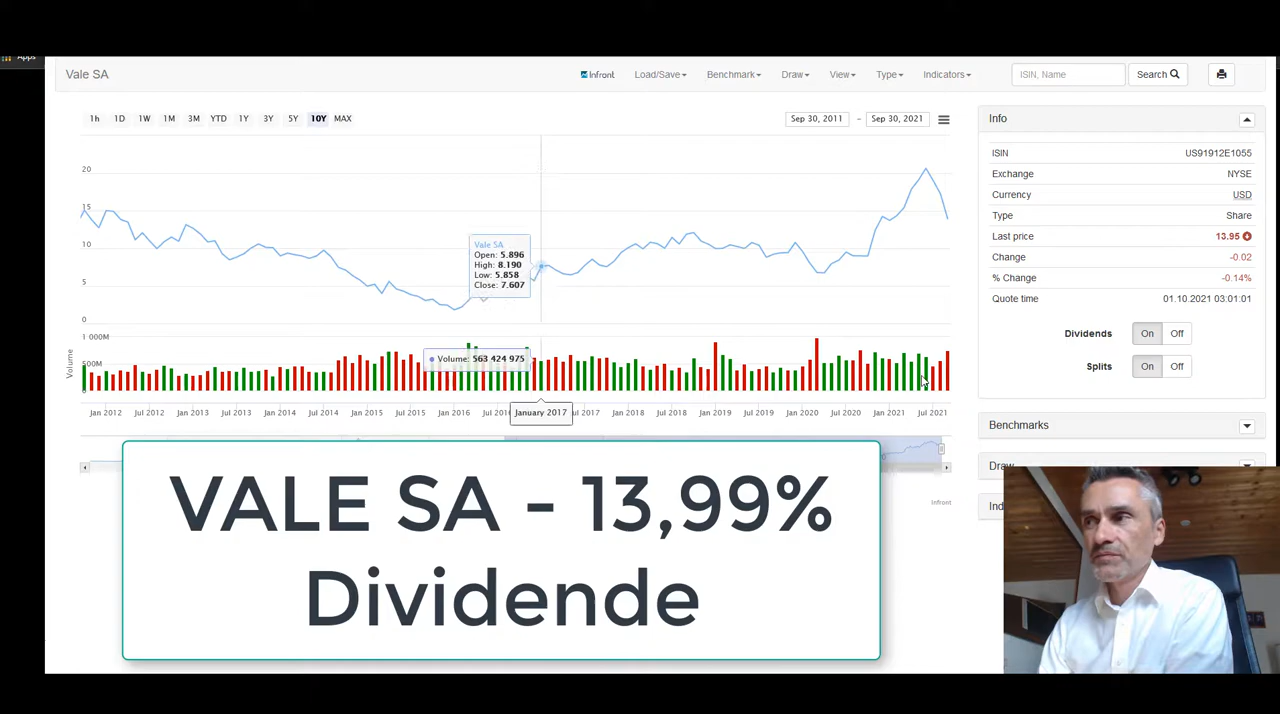 Apps
Vale SA
Infront Load/Save Benchmark Draw View Type Indicators ISIN, Name Search
1h 1D 1W 1M 3M YTD 1Y 3Y 5Y 10Y MAX Sep 30, 2011 – Sep 30, 2021
Info
ISIN US91912E1055
Exchange NYSE
Currency USD
Type Share
Last price 13.95
Change -0.02
% Change -0.14%
Quote time 01.10.2021 03:01:01
Dividends On Off
Splits On Off
Benchmarks
Draw
20
15
10
5
0
Vale SA
Open: 5.896
High: 8.190
Low: 5.858
Close: 7.607
1 000M
500M
Volume
Volume: 563 424 975
Jan 2012 Jul 2012 Jan 2013 Jul 2013 Jan 2014 Jul 2014 Jan 2015 Jul 2015 Jan 2016 Jul 2016 January 2017 Jul 2017 Jan 2018 Jul 2018 Jan 2019 Jul 2019 Jan 2020 Jul 2020 Jan 2021 Jul 2021
Infront
VALE SA - 13,99%
Dividende